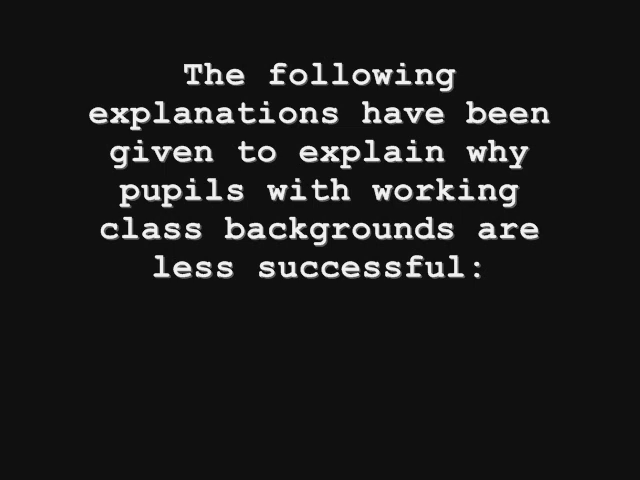 The following
explanations have been
given to explain why
pupils with working
class backgrounds are
less successful: